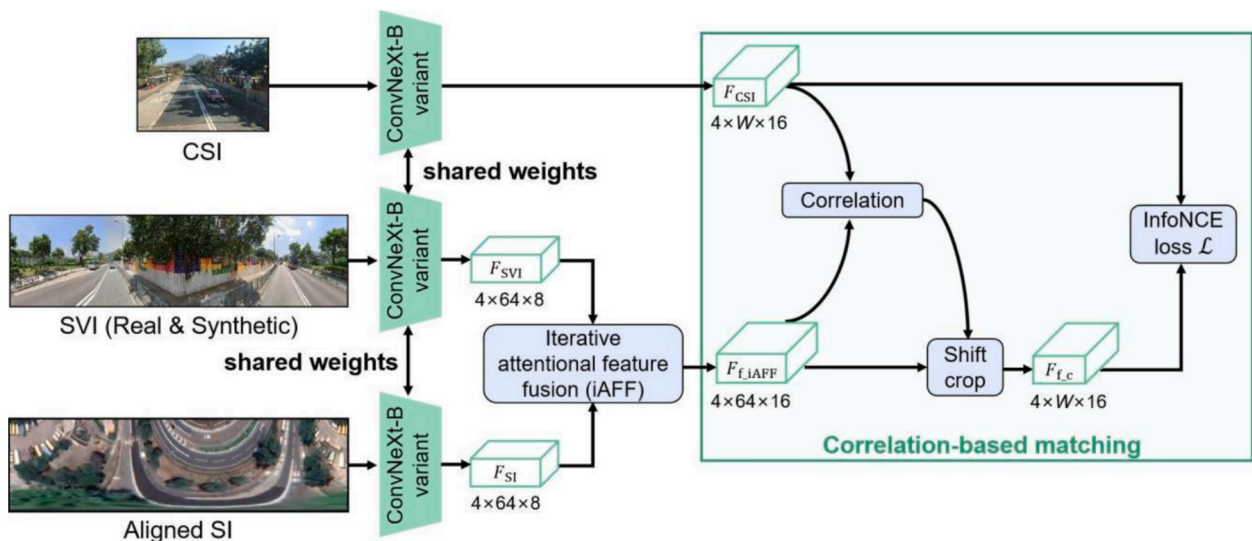 CSI
ConvNeXt-B
variant
F_CSI
4×W×16
shared weights
Correlation
InfoNCE
loss ℒ
SVI (Real & Synthetic)
ConvNeXt-B
variant
F_SVI
4×64×8
shared weights
Iterative
attentional feature
fusion (iAFF)
F_f_iAFF
4×64×16
Shift
crop
F_f_c
4×W×16
Aligned SI
ConvNeXt-B
variant
F_SI
4×64×8
Correlation-based matching